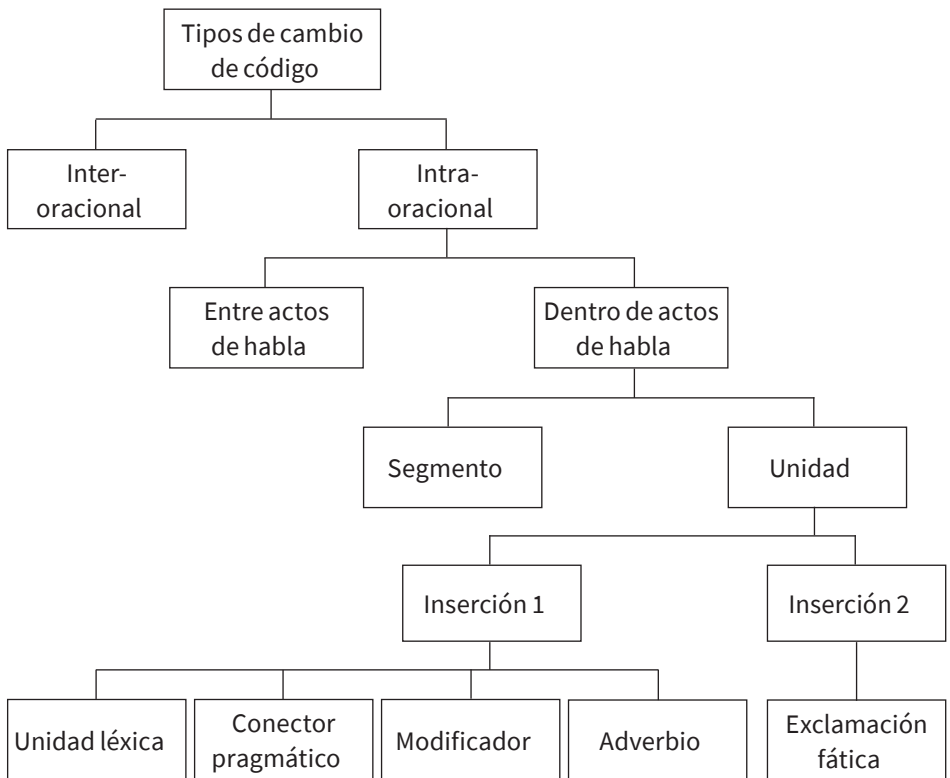 Tipos de cambio
de código
Inter-
oracional
Intra-
oracional
Entre actos
de habla
Dentro de actos
de habla
Segmento
Unidad
Inserción 1
Inserción 2
Unidad léxica
Conector
pragmático
Modificador
Adverbio
Exclamación
fática